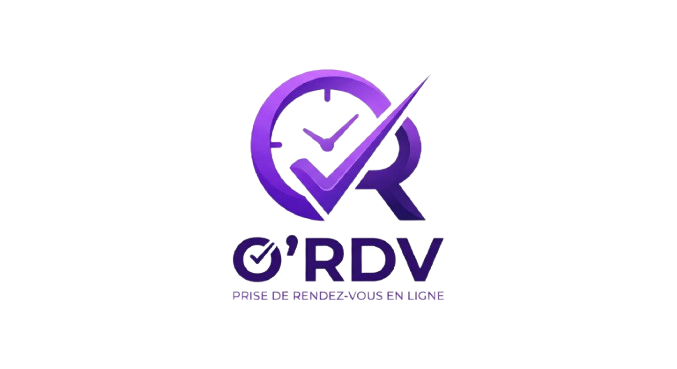 O'RDV
PRISE DE RENDEZ-VOUS EN LIGNE